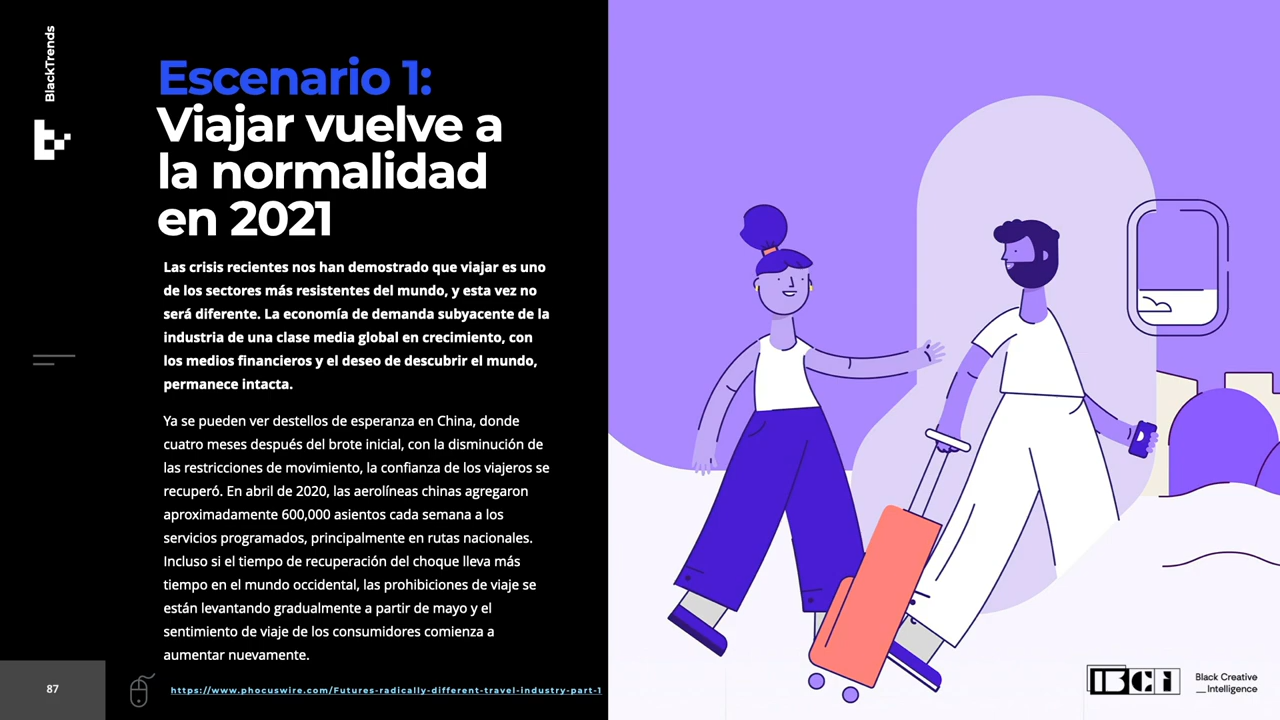 BlackTrends
Escenario 1:
Viajar vuelve a
la normalidad
en 2021
Las crisis recientes nos han demostrado que viajar es uno
de los sectores más resistentes del mundo, y esta vez no
será diferente. La economía de demanda subyacente de la
industria de una clase media global en crecimiento, con
los medios financieros y el deseo de descubrir el mundo,
permanece intacta.
Ya se pueden ver destellos de esperanza en China, donde
cuatro meses después del brote inicial, con la disminución de
las restricciones de movimiento, la confianza de los viajeros se
recuperó. En abril de 2020, las aerolíneas chinas agregaron
aproximadamente 600,000 asientos cada semana a los
servicios programados, principalmente en rutas nacionales.
Incluso si el tiempo de recuperación del choque lleva más
tiempo en el mundo occidental, las prohibiciones de viaje se
están levantando gradualmente a partir de mayo y el
sentimiento de viaje de los consumidores comienza a
aumentar nuevamente.
87
https://www.phocuswire.com/Futures-radically-different-travel-industry-part-1
BCi
Black Creative
__Intelligence